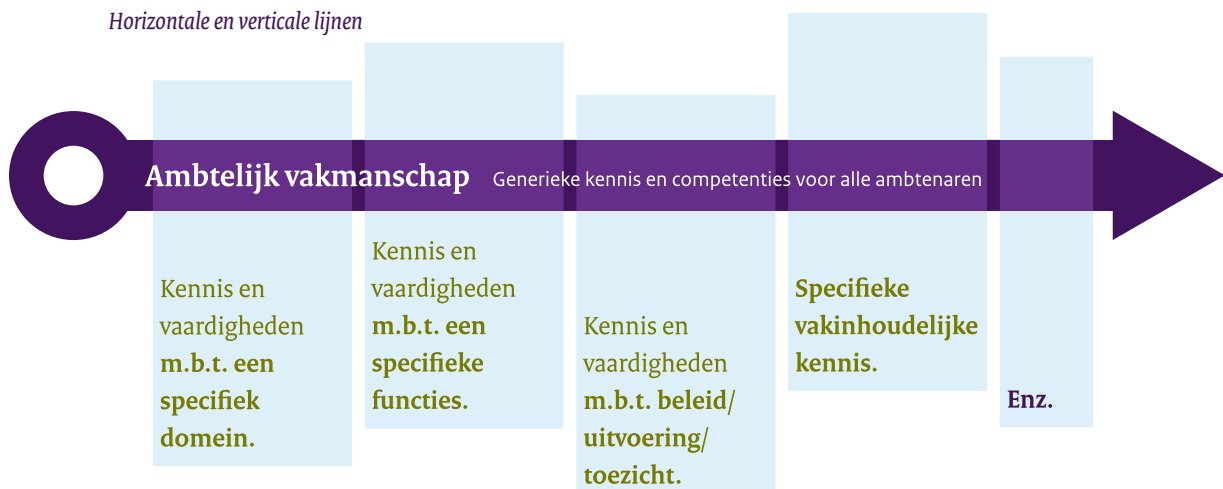 Horizontale en verticale lijnen
Ambtelijk vakmanschap Generieke kennis en competenties voor alle ambtenaren
Kennis en
vaardigheden
m.b.t. een
specifiek
domein.
Kennis en
vaardigheden
m.b.t. een
specifieke
functies.
Kennis en
vaardigheden
m.b.t. beleid/
uitvoering/
toezicht.
Specifieke
vakinhoudelijke
kennis.
Enz.